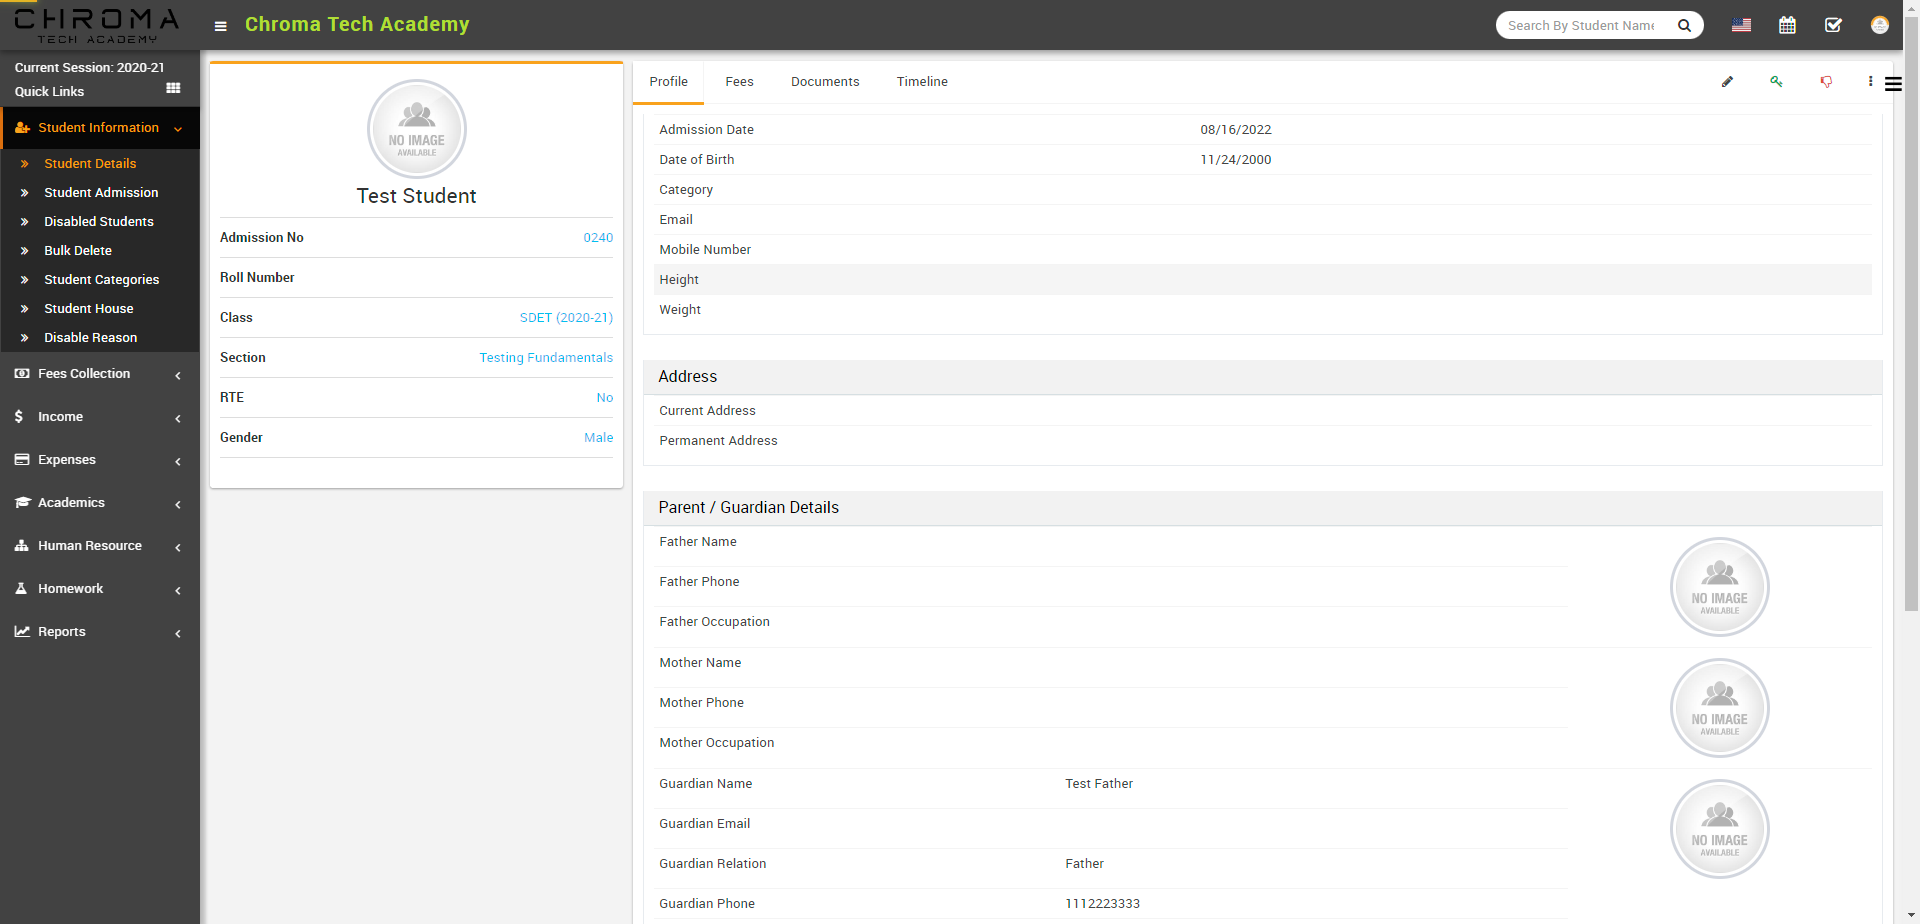 CHROMA
TECH ACADEMY
Chroma Tech Academy
Search By Student Name
Current Session: 2020-21
Quick Links
Student Information
Student Details
Student Admission
Disabled Students
Bulk Delete
Student Categories
Student House
Disable Reason
Fees Collection
Income
Expenses
Academics
Human Resource
Homework
Reports
NO IMAGE
AVAILABLE
Test Student
Admission No 0240
Roll Number
Class SDET (2020-21)
Section Testing Fundamentals
RTE No
Gender Male
Profile Fees Documents Timeline
Admission Date 08/16/2022
Date of Birth 11/24/2000
Category
Email
Mobile Number
Height
Weight
Address
Current Address
Permanent Address
Parent / Guardian Details
Father Name
Father Phone
Father Occupation
NO IMAGE
AVAILABLE
Mother Name
Mother Phone
Mother Occupation
NO IMAGE
AVAILABLE
Guardian Name Test Father
Guardian Email
Guardian Relation Father
Guardian Phone 1112223333
NO IMAGE
AVAILABLE